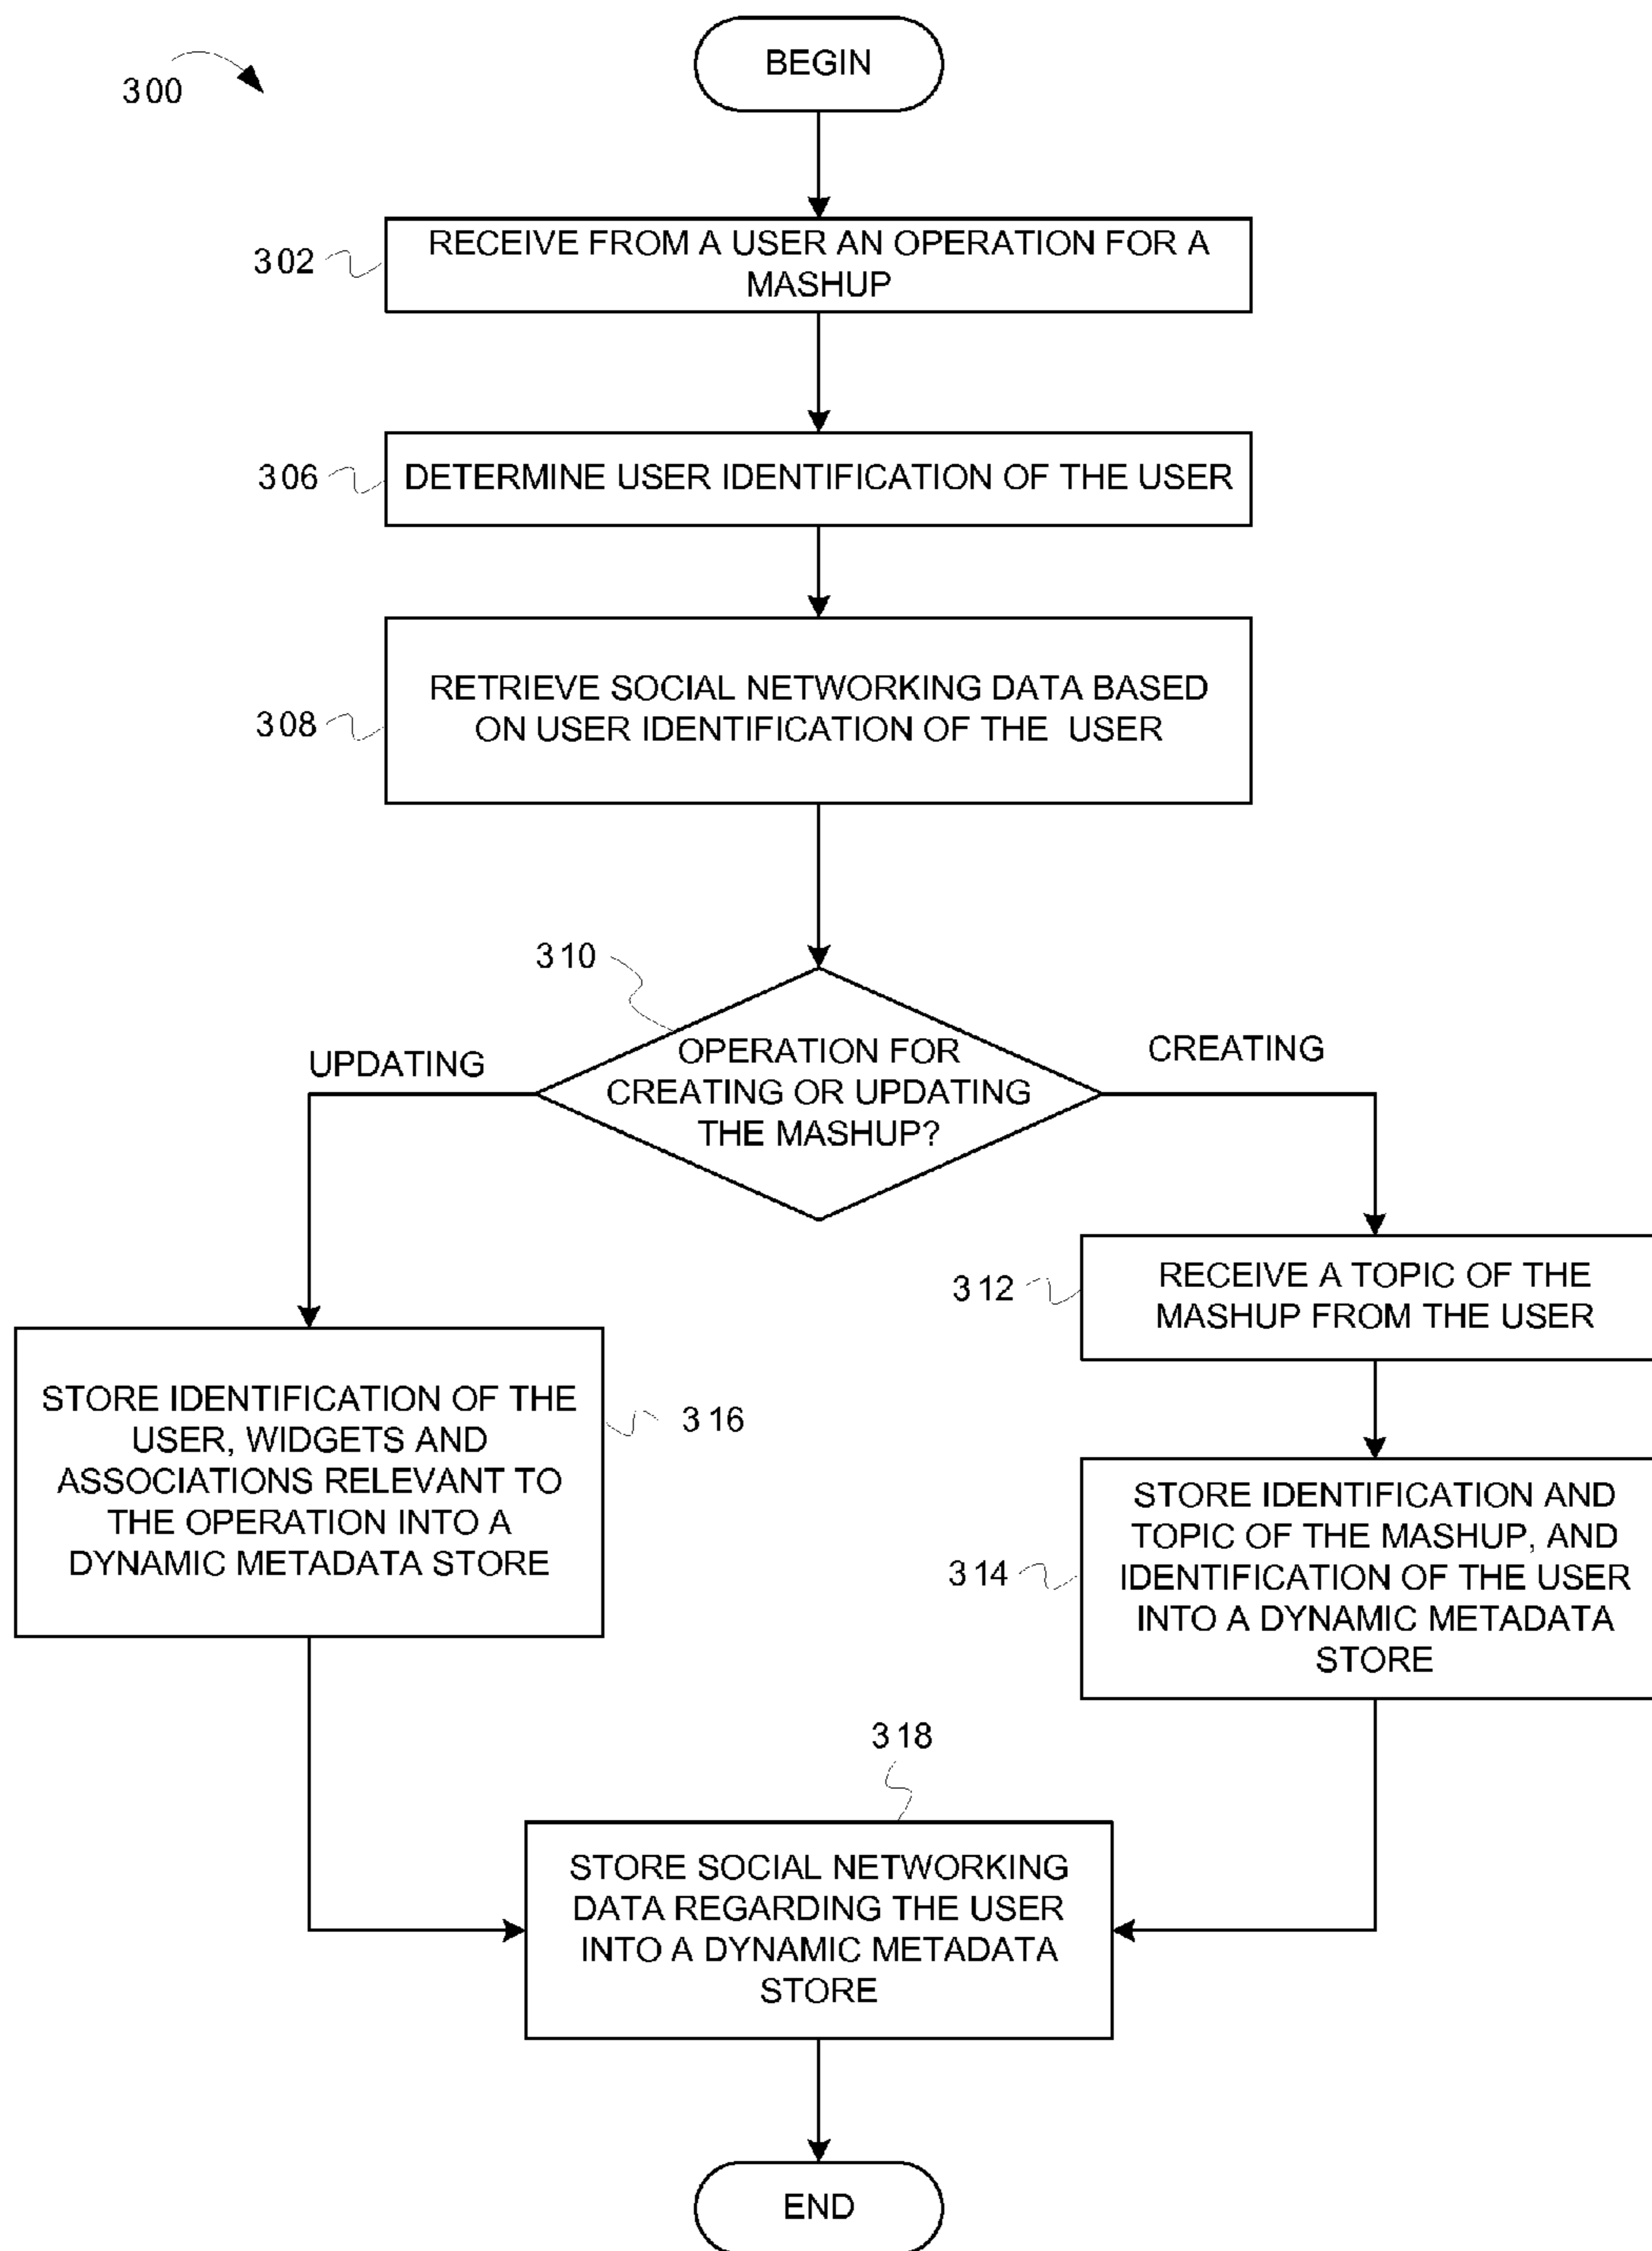 300
BEGIN
302
RECEIVE FROM A USER AN OPERATION FOR A
MASHUP
306
DETERMINE USER IDENTIFICATION OF THE USER
308
RETRIEVE SOCIAL NETWORKING DATA BASED
ON USER IDENTIFICATION OF THE USER
310
OPERATION FOR
CREATING OR UPDATING
THE MASHUP?
UPDATING
CREATING
312
RECEIVE A TOPIC OF THE
MASHUP FROM THE USER
STORE IDENTIFICATION OF THE
USER, WIDGETS AND
ASSOCIATIONS RELEVANT TO
THE OPERATION INTO A
DYNAMIC METADATA STORE
316
314
STORE IDENTIFICATION AND
TOPIC OF THE MASHUP, AND
IDENTIFICATION OF THE USER
INTO A DYNAMIC METADATA
STORE
318
STORE SOCIAL NETWORKING
DATA REGARDING THE USER
INTO A DYNAMIC METADATA
STORE
END